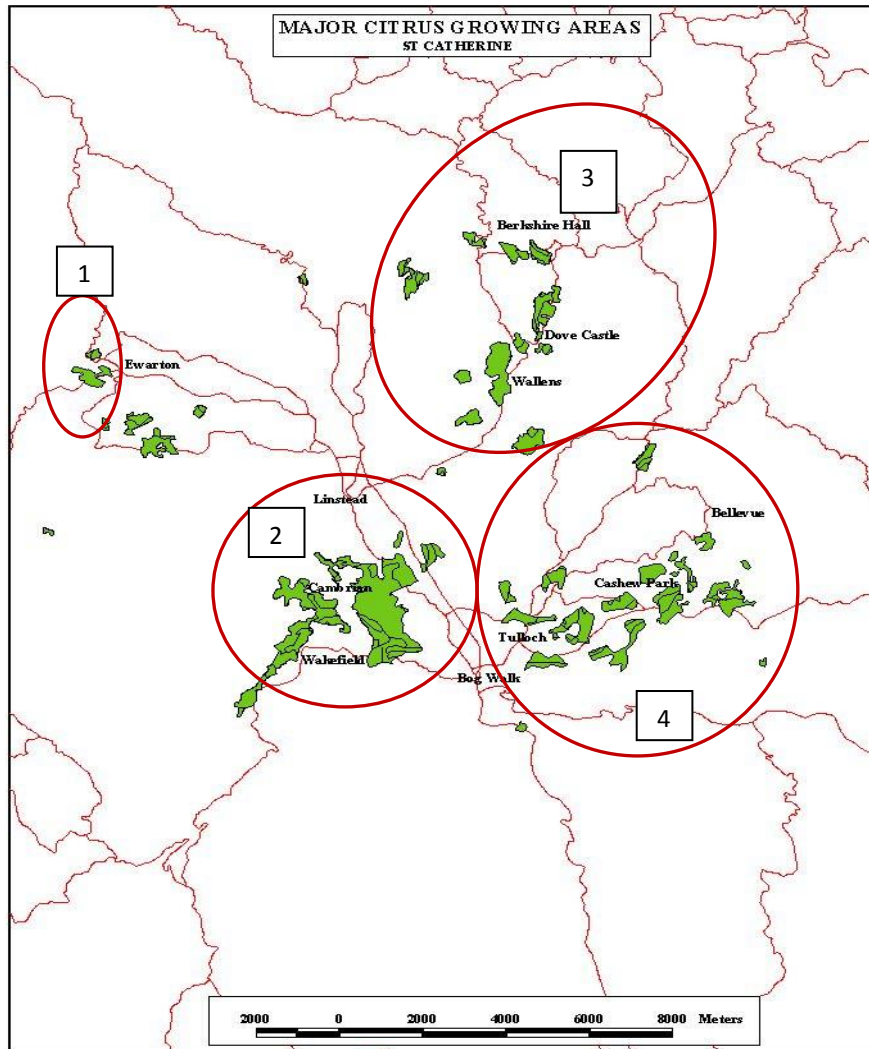 MAJOR CITRUS GROWING AREAS
ST CATHERINE
3
Berkshire Hall
1
Dove Castle
Ewarton
Wallens
Linstead
2
Bellevue
Cambrian
Cashew Park
Tulloch
Wakefield
Bog Walk
4
2000 0 2000 4000 6000 8000 Meters